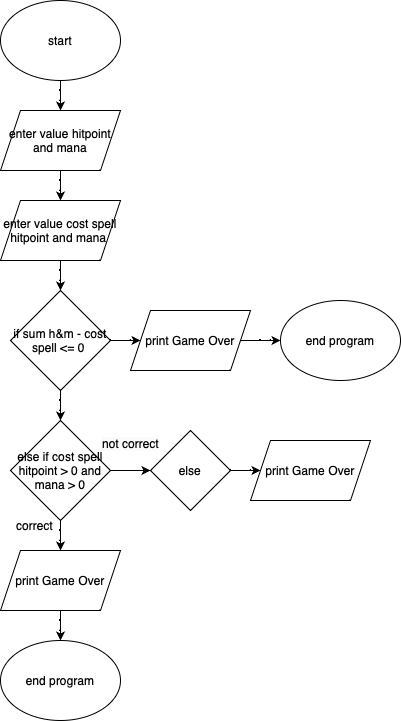 start
enter value hitpoint
and mana
enter value cost spell
hitpoint and mana
if sum h&m - cost
spell <= 0
print Game Over
end program
not correct
else if cost spell
hitpoint > 0 and
mana > 0
else
print Game Over
correct
print Game Over
end program